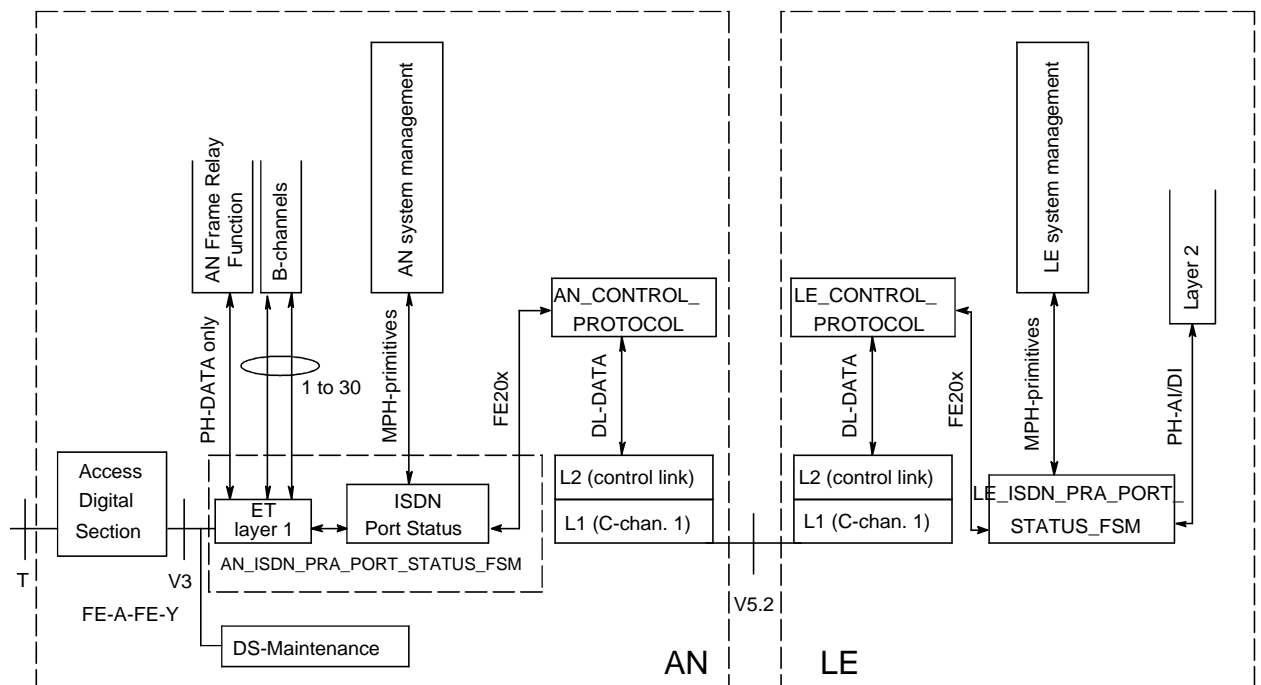 AN Frame Relay
Function
B-channels
AN system management
LE system management
Layer 2
PH-DATA only
1 to 30
MPH-primitives
FE20x
AN_CONTROL_
PROTOCOL
DL-DATA
LE_CONTROL_
PROTOCOL
DL-DATA
FE20x
MPH-primitives
PH-AI/DI
Access
Digital
Section
ET
layer 1
ISDN
Port Status
AN_ISDN_PRA_PORT_STATUS_FSM
L2 (control link)
L1 (C-chan. 1)
L2 (control link)
L1 (C-chan. 1)
LE_ISDN_PRA_PORT_
STATUS_FSM
T
V3
V5.2
FE-A-FE-Y
DS-Maintenance
AN
LE